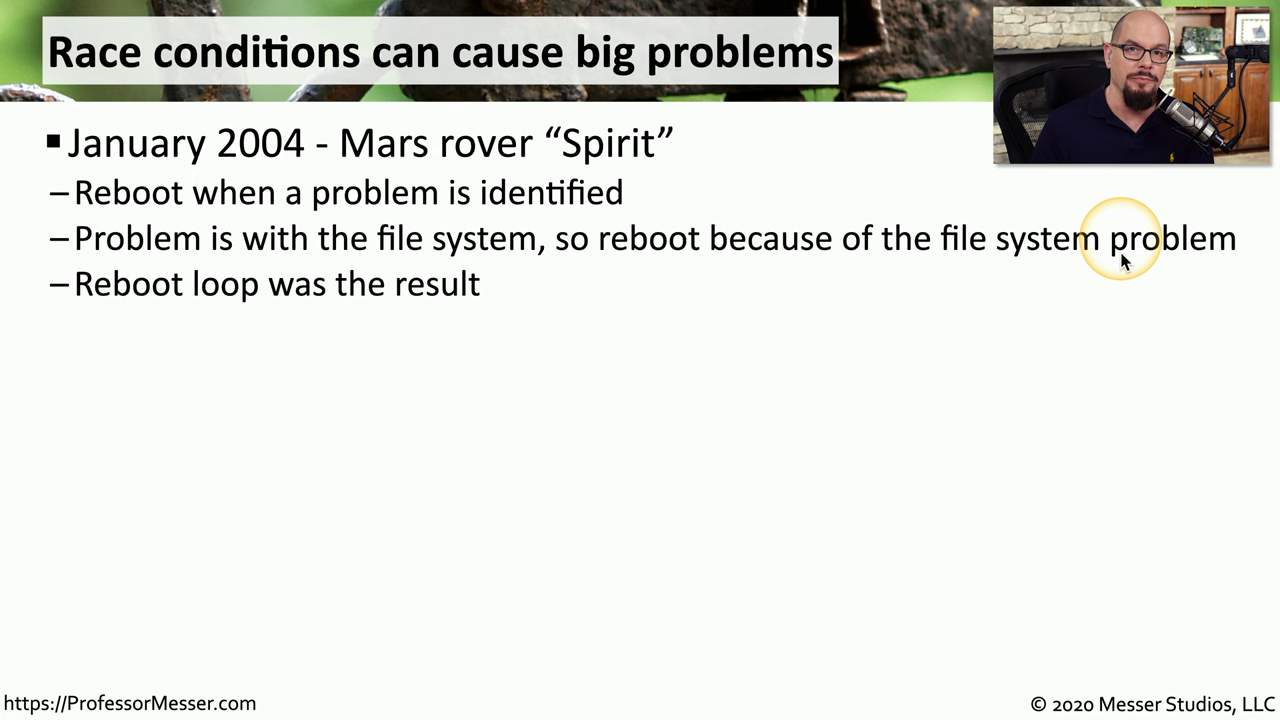 Race conditions can cause big problems
▪ January 2004 - Mars rover “Spirit”
– Reboot when a problem is identified
– Problem is with the file system, so reboot because of the file system problem
– Reboot loop was the result
https://ProfessorMesser.com
© 2020 Messer Studios, LLC